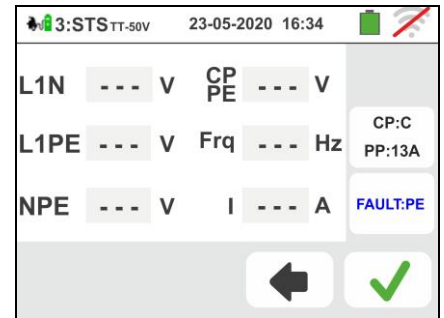 3:STS TT-50V 23-05-2020 16:34
L1N --- V CP PE --- V
L1PE --- V Frq --- Hz
NPE --- V I --- A
CP:C
PP:13A
FAULT:PE